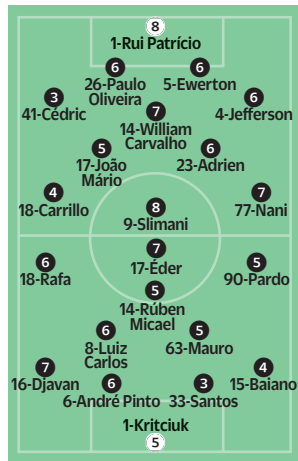 8
1-Rui Patrício
6
26-Paulo
Oliveira
6
5-Ewerton
3
41-Cédric
6
4-Jefferson
7
14-William
Carvalho
5
17-João
Mário
6
23-Adrien
4
18-Carrillo
7
77-Nani
8
9-Slimani
7
17-Éder
6
18-Rafa
5
90-Pardo
5
14-Rúben
Micael
6
8-Luiz
Carlos
5
63-Mauro
7
16-Djavan
4
15-Baiano
6
6-André Pinto
3
33-Santos
1-Kritciuk
5